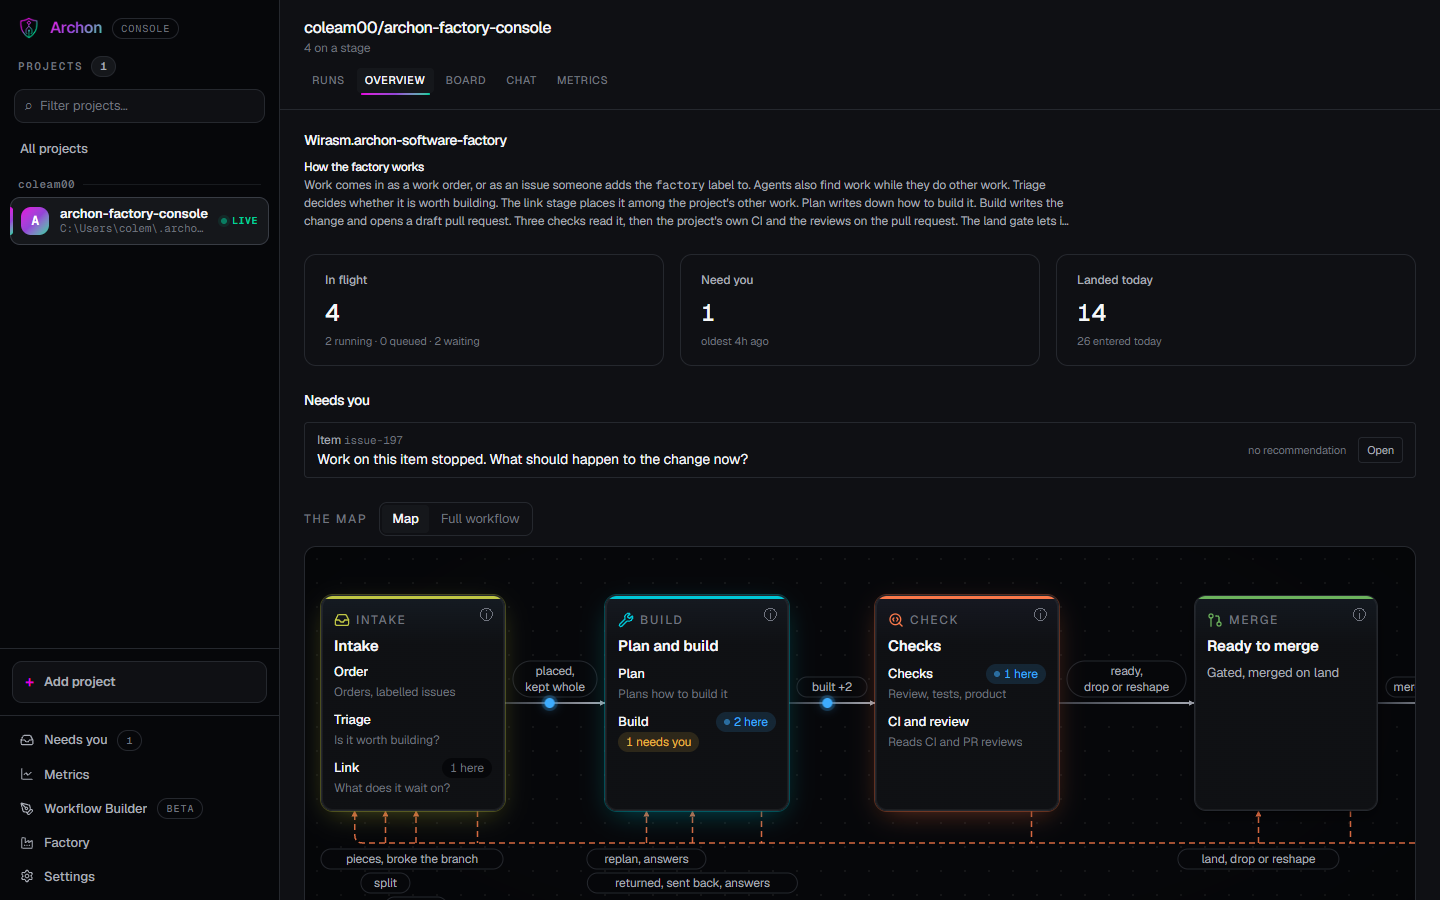 Archon
CONSOLE
PROJECTS 1
Filter projects...
All projects
coleam00
A
archon-factory-console
C:\Users\colem\.archo…
LIVE
Add project
Needs you 1
Metrics
Workflow Builder BETA
Factory
Settings
coleam00/archon-factory-console
4 on a stage
RUNS OVERVIEW BOARD CHAT METRICS
Wirasm.archon-software-factory
How the factory works
Work comes in as a work order, or as an issue someone adds the factory label to. Agents also find work while they do other work. Triage
decides whether it is worth building. The link stage places it among the project's other work. Plan writes down how to build it. Build writes the
change and opens a draft pull request. Three checks read it, then the project's own CI and the reviews on the pull request. The land gate lets i…
In flight
4
2 running · 0 queued · 2 waiting
Need you
1
oldest 4h ago
Landed today
14
26 entered today
Needs you
Item issue-197
Work on this item stopped. What should happen to the change now?
no recommendation
Open
THE MAP
Map
Full workflow
INTAKE
Intake
Order
Orders, labelled issues
Triage
Is it worth building?
Link 1 here
What does it wait on?
placed,
kept whole
BUILD
Plan and build
Plan
Plans how to build it
Build 2 here
1 needs you
built +2
CHECK
Checks
Checks 1 here
Review, tests, product
CI and review
Reads CI and PR reviews
ready,
drop or reshape
MERGE
Ready to merge
Gated, merged on land
mer
pieces, broke the branch
split
replan, answers
returned, sent back, answers
land, drop or reshape